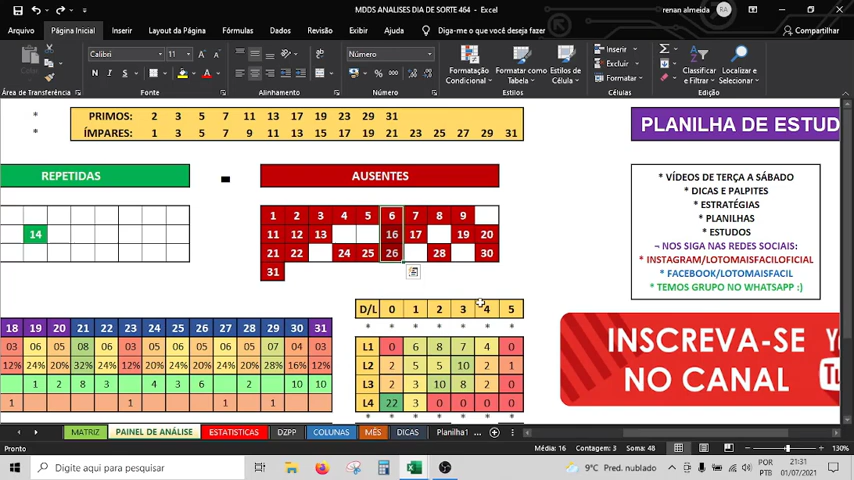 MDDS ANALISES DIA DE SORTE 464 - Excel
renan almeida RA
Arquivo Página Inicial Inserir Layout da Página Fórmulas Dados Revisão Exibir Ajuda Diga-me o que você deseja fazer Compartilhar
Colar
Calibri 11 Número
Formatação Condicional Formatar como Tabela Estilos de Célula
Inserir
Excluir
Formatar
Classificar e Filtrar Localizar e Selecionar
Área de Transferência Fonte Alinhamento Número Estilos Células Edição
* PRIMOS: 2 3 5 7 11 13 17 19 23 29 31
* ÍMPARES: 1 3 5 7 9 11 13 15 17 19 21 23 25 27 29 31
PLANILHA DE ESTUD
REPETIDAS - AUSENTES
* VÍDEOS DE TERÇA A SÁBADO
* DICAS E PALPITES
* ESTRATÉGIAS
* PLANILHAS
* ESTUDOS
¬ NOS SIGA NAS REDES SOCIAIS:
* INSTAGRAM/LOTOMAISFACILOFICIAL
* FACEBOOK/LOTOMAISFACIL
* TEMOS GRUPO NO WHATSAPP :)
1 2 3 4 5 6 7 8 9
14 11 12 13 16 17 19 20
21 22 24 25 26 28 30
31
D/L 0 1 2 3 4 5
* * * * * * *
18 19 20 21 22 23 24 25 26 27 28 29 30 31
L1 0 6 8 7 4 0
L2 2 5 5 10 2 1
L3 2 3 10 8 2 0
L4 22 3 0 0 0 0
* * * * * * *
03 06 05 08 06 03 06 05 06 03 05 07 04 03
12% 24% 20% 32% 24% 12% 24% 20% 24% 12% 20% 28% 16% 12%
1 2 8 3 4 3 6 2 10 10
1 1 1 1
INSCREVA-SE
NO CANAL
MATRIZ PAINEL DE ANÁLISE ESTATISTICAS DZPP COLUNAS MÊS DICAS Planilha1 ...
Pronto Média: 16 Contagem: 3 Soma: 48 130%
Digite aqui para pesquisar
9°C Pred. nublado
POR
PTB
21:31
01/07/2021